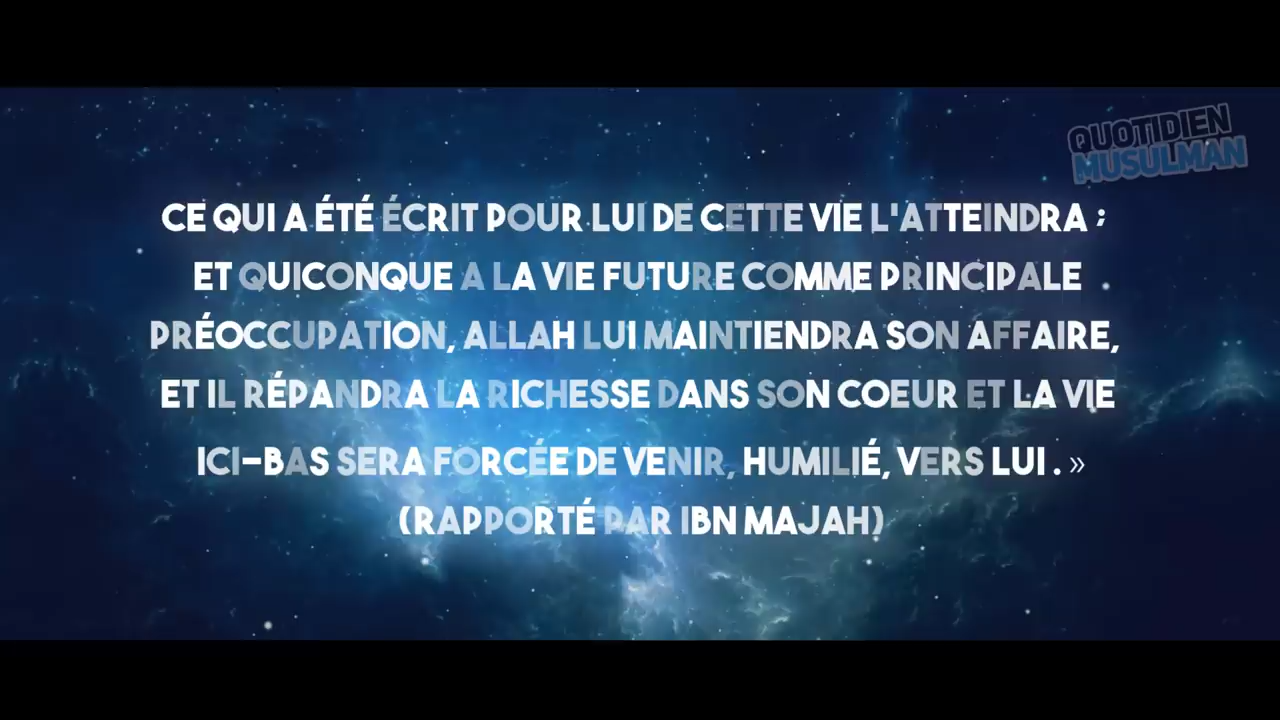 QUOTIDIEN
MUSULMAN
CE QUI A ÉTÉ ÉCRIT POUR LUI DE CETTE VIE L'ATTEINDRA ;
ET QUICONQUE A LA VIE FUTURE COMME PRINCIPALE
PRÉOCCUPATION, ALLAH LUI MAINTIENDRA SON AFFAIRE,
ET IL RÉPANDRA LA RICHESSE DANS SON COEUR ET LA VIE
ICI-BAS SERA FORCÉE DE VENIR, HUMILIÉ, VERS LUI . »
(RAPPORTÉ PAR IBN MAJAH)